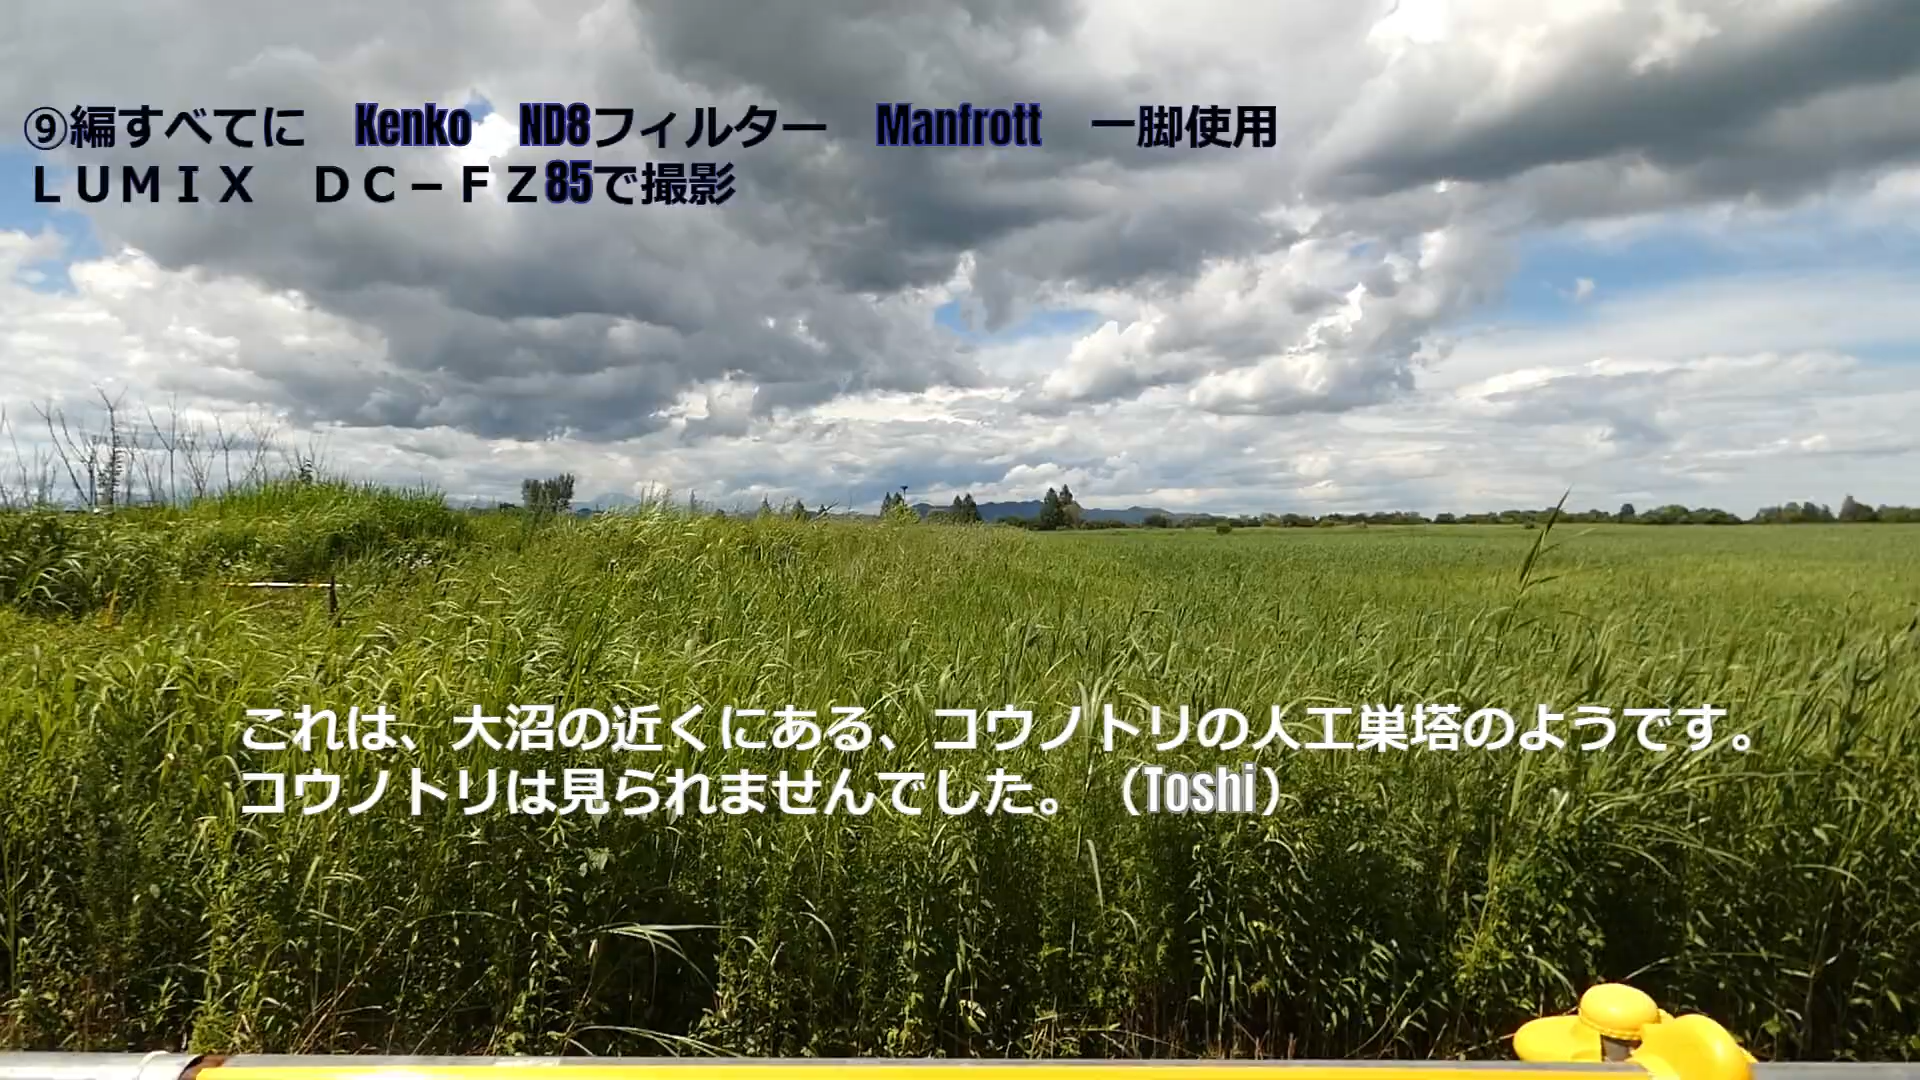 ⑨編すべてに　Kenko　ND8フィルター　Manfrott　一脚使用
ＬＵＭＩＸ　ＤＣ－ＦＺ85で撮影
これは、大沼の近くにある、コウノトリの人工巣塔のようです。
コウノトリは見られませんでした。（Toshi）